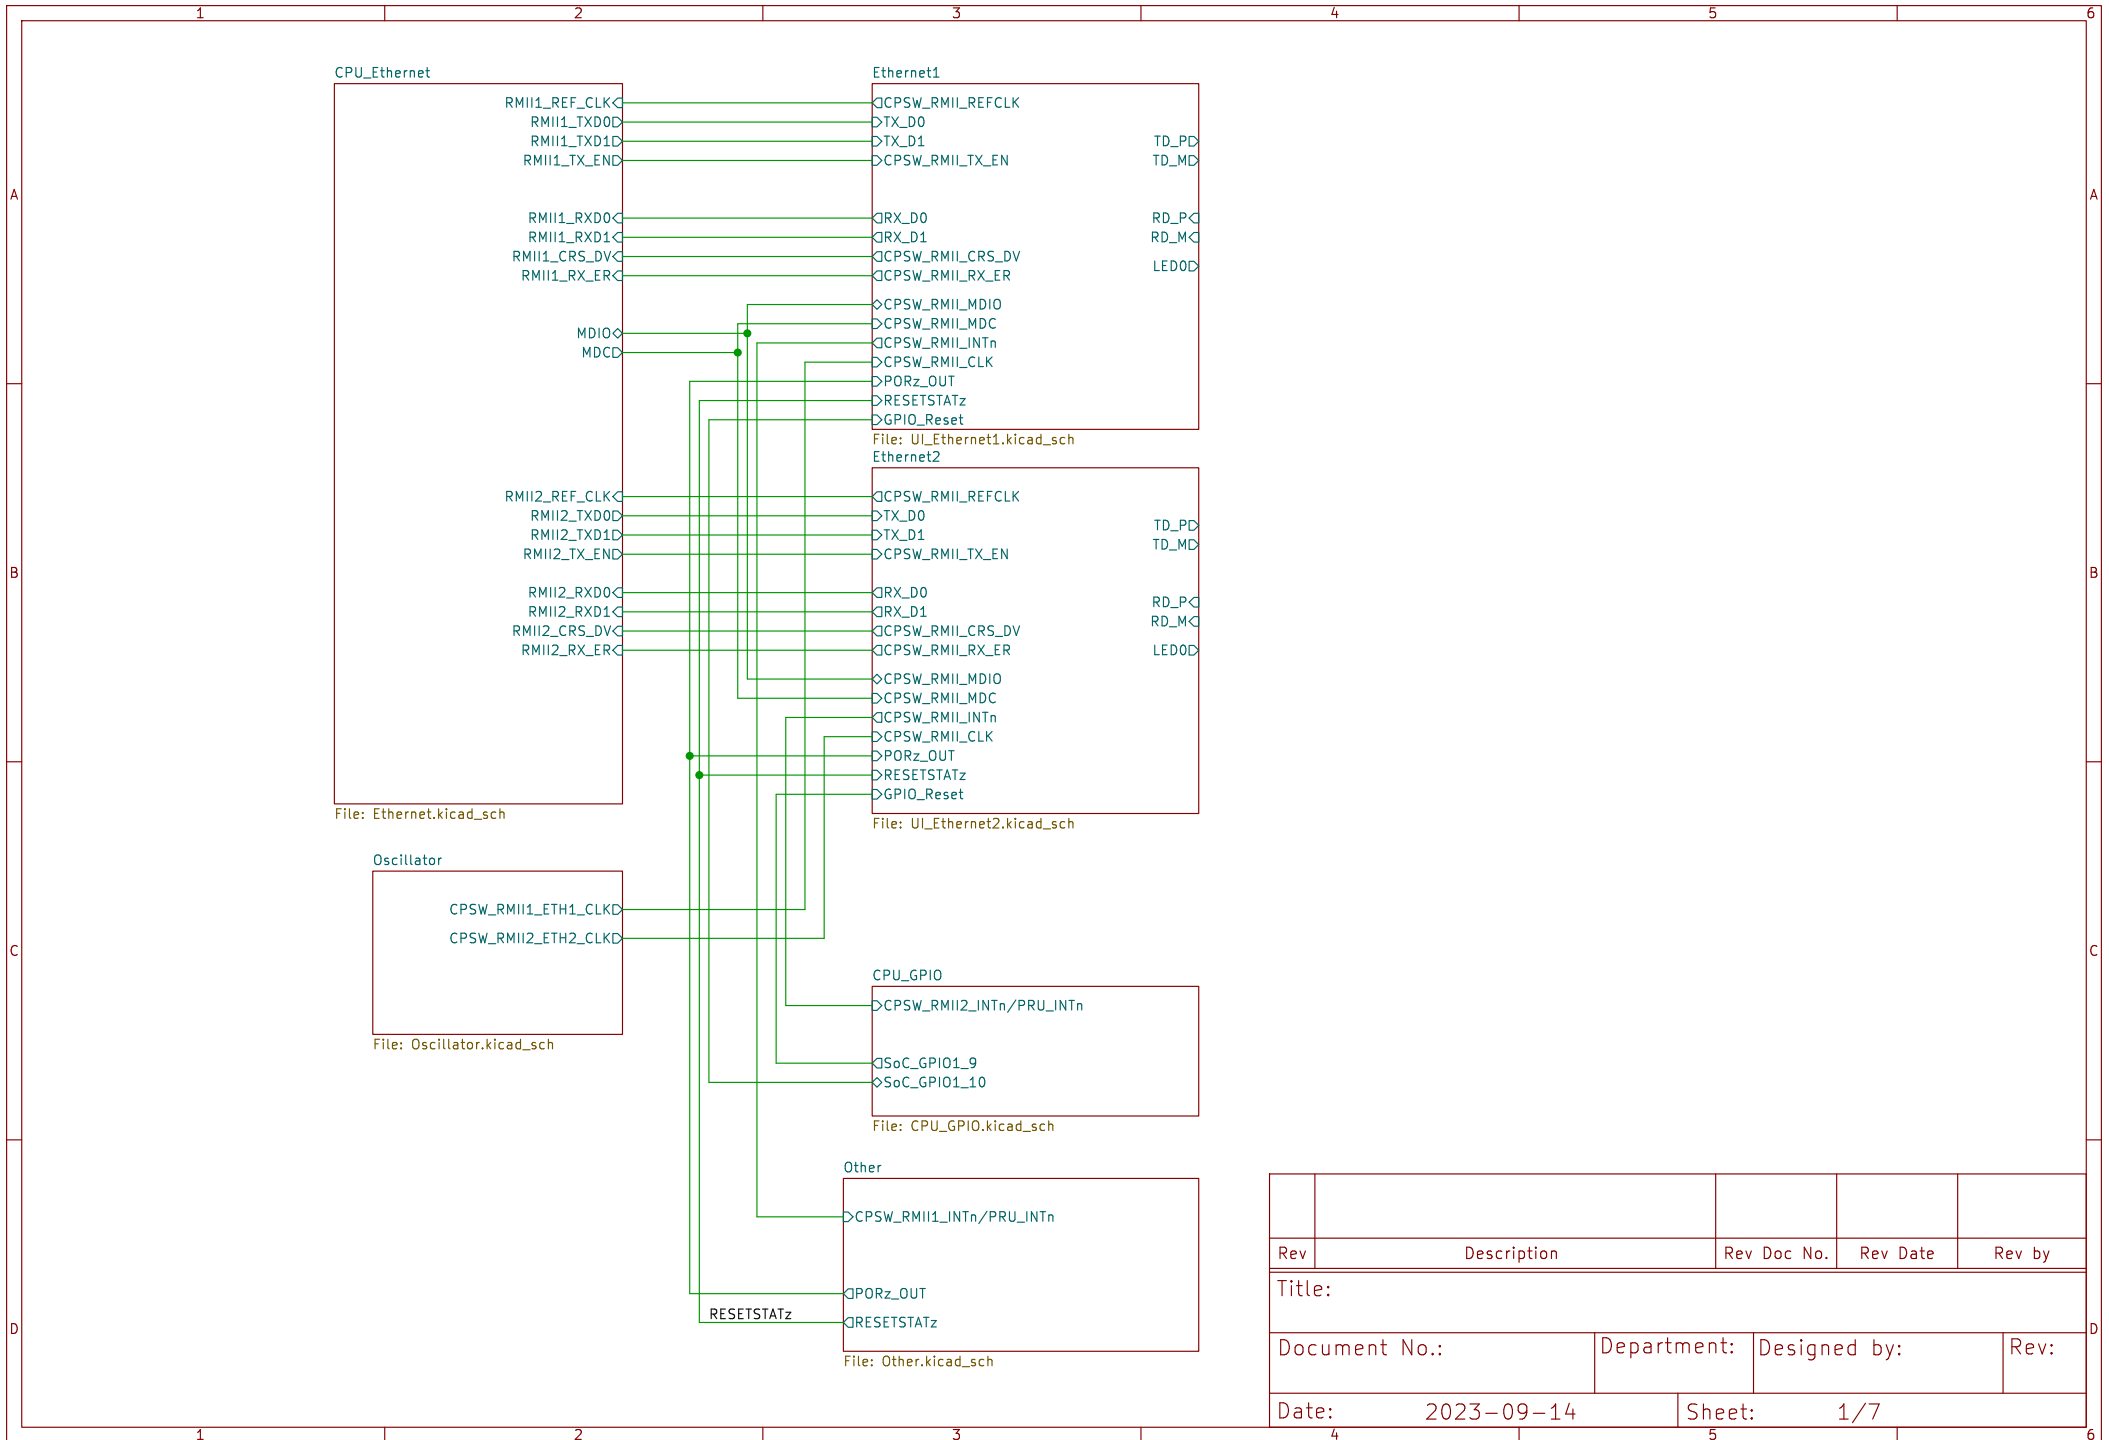 1 2 3 4 5 6
A
B
C
D
CPU_Ethernet
RMII1_REF_CLK
RMII1_TXD0
RMII1_TXD1
RMII1_TX_EN
RMII1_RXD0
RMII1_RXD1
RMII1_CRS_DV
RMII1_RX_ER
MDIO
MDC
RMII2_REF_CLK
RMII2_TXD0
RMII2_TXD1
RMII2_TX_EN
RMII2_RXD0
RMII2_RXD1
RMII2_CRS_DV
RMII2_RX_ER
File: Ethernet.kicad_sch
Ethernet1
CPSW_RMII_REFCLK
TX_D0
TX_D1
CPSW_RMII_TX_EN
RX_D0
RX_D1
CPSW_RMII_CRS_DV
CPSW_RMII_RX_ER
CPSW_RMII_MDIO
CPSW_RMII_MDC
CPSW_RMII_INTn
CPSW_RMII_CLK
PORz_OUT
RESETSTATz
GPIO_Reset
TD_P
TD_M
RD_P
RD_M
LED0
File: UI_Ethernet1.kicad_sch
Ethernet2
CPSW_RMII_REFCLK
TX_D0
TX_D1
CPSW_RMII_TX_EN
RX_D0
RX_D1
CPSW_RMII_CRS_DV
CPSW_RMII_RX_ER
CPSW_RMII_MDIO
CPSW_RMII_MDC
CPSW_RMII_INTn
CPSW_RMII_CLK
PORz_OUT
RESETSTATz
GPIO_Reset
TD_P
TD_M
RD_P
RD_M
LED0
File: UI_Ethernet2.kicad_sch
Oscillator
CPSW_RMII1_ETH1_CLK
CPSW_RMII2_ETH2_CLK
File: Oscillator.kicad_sch
CPU_GPIO
CPSW_RMII2_INTn/PRU_INTn
SoC_GPIO1_9
SoC_GPIO1_10
File: CPU_GPIO.kicad_sch
Other
CPSW_RMII1_INTn/PRU_INTn
PORz_OUT
RESETSTATz
RESETSTATz
File: Other.kicad_sch
Rev Description Rev Doc No. Rev Date Rev by
Title:
Document No.: Department: Designed by: Rev:
Date: 2023-09-14 Sheet: 1/7
A
B
C
D
1 2 3 4 5 6